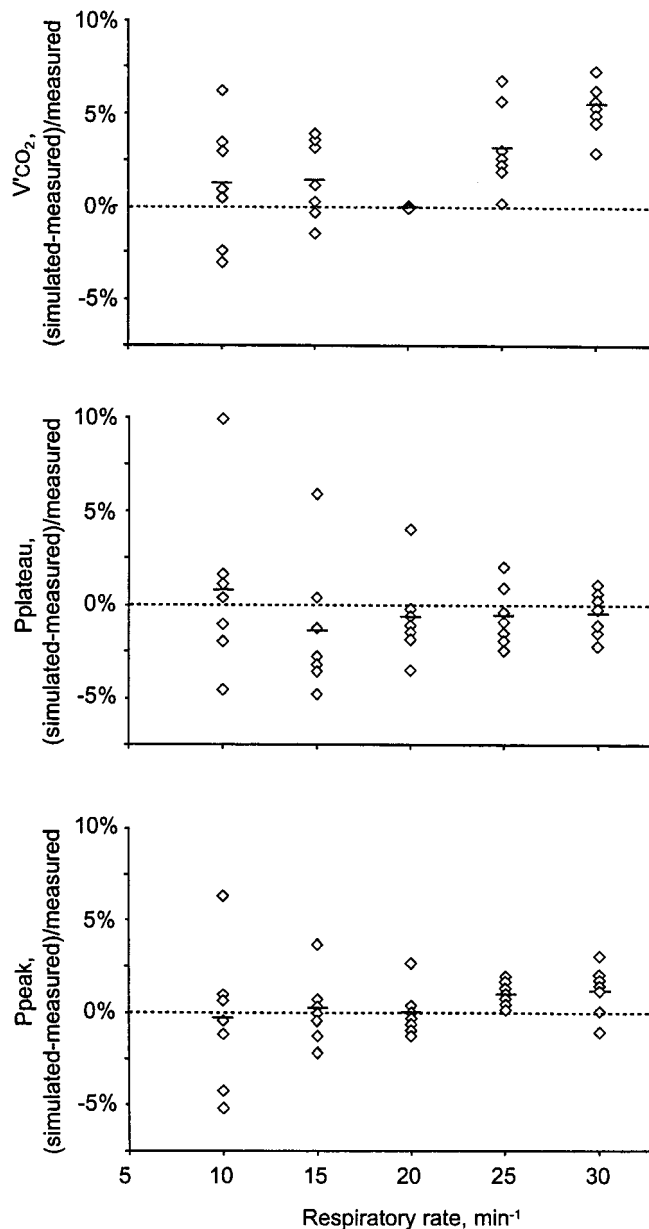 10%
5%
0%
-5%
V'CO₂,
(simulated-measured)/measured
10%
5%
0%
-5%
Pplateau,
(simulated-measured)/measured
10%
5%
0%
-5%
Ppeak,
(simulated-measured)/measured
5 10 15 20 25 30
Respiratory rate, min⁻¹